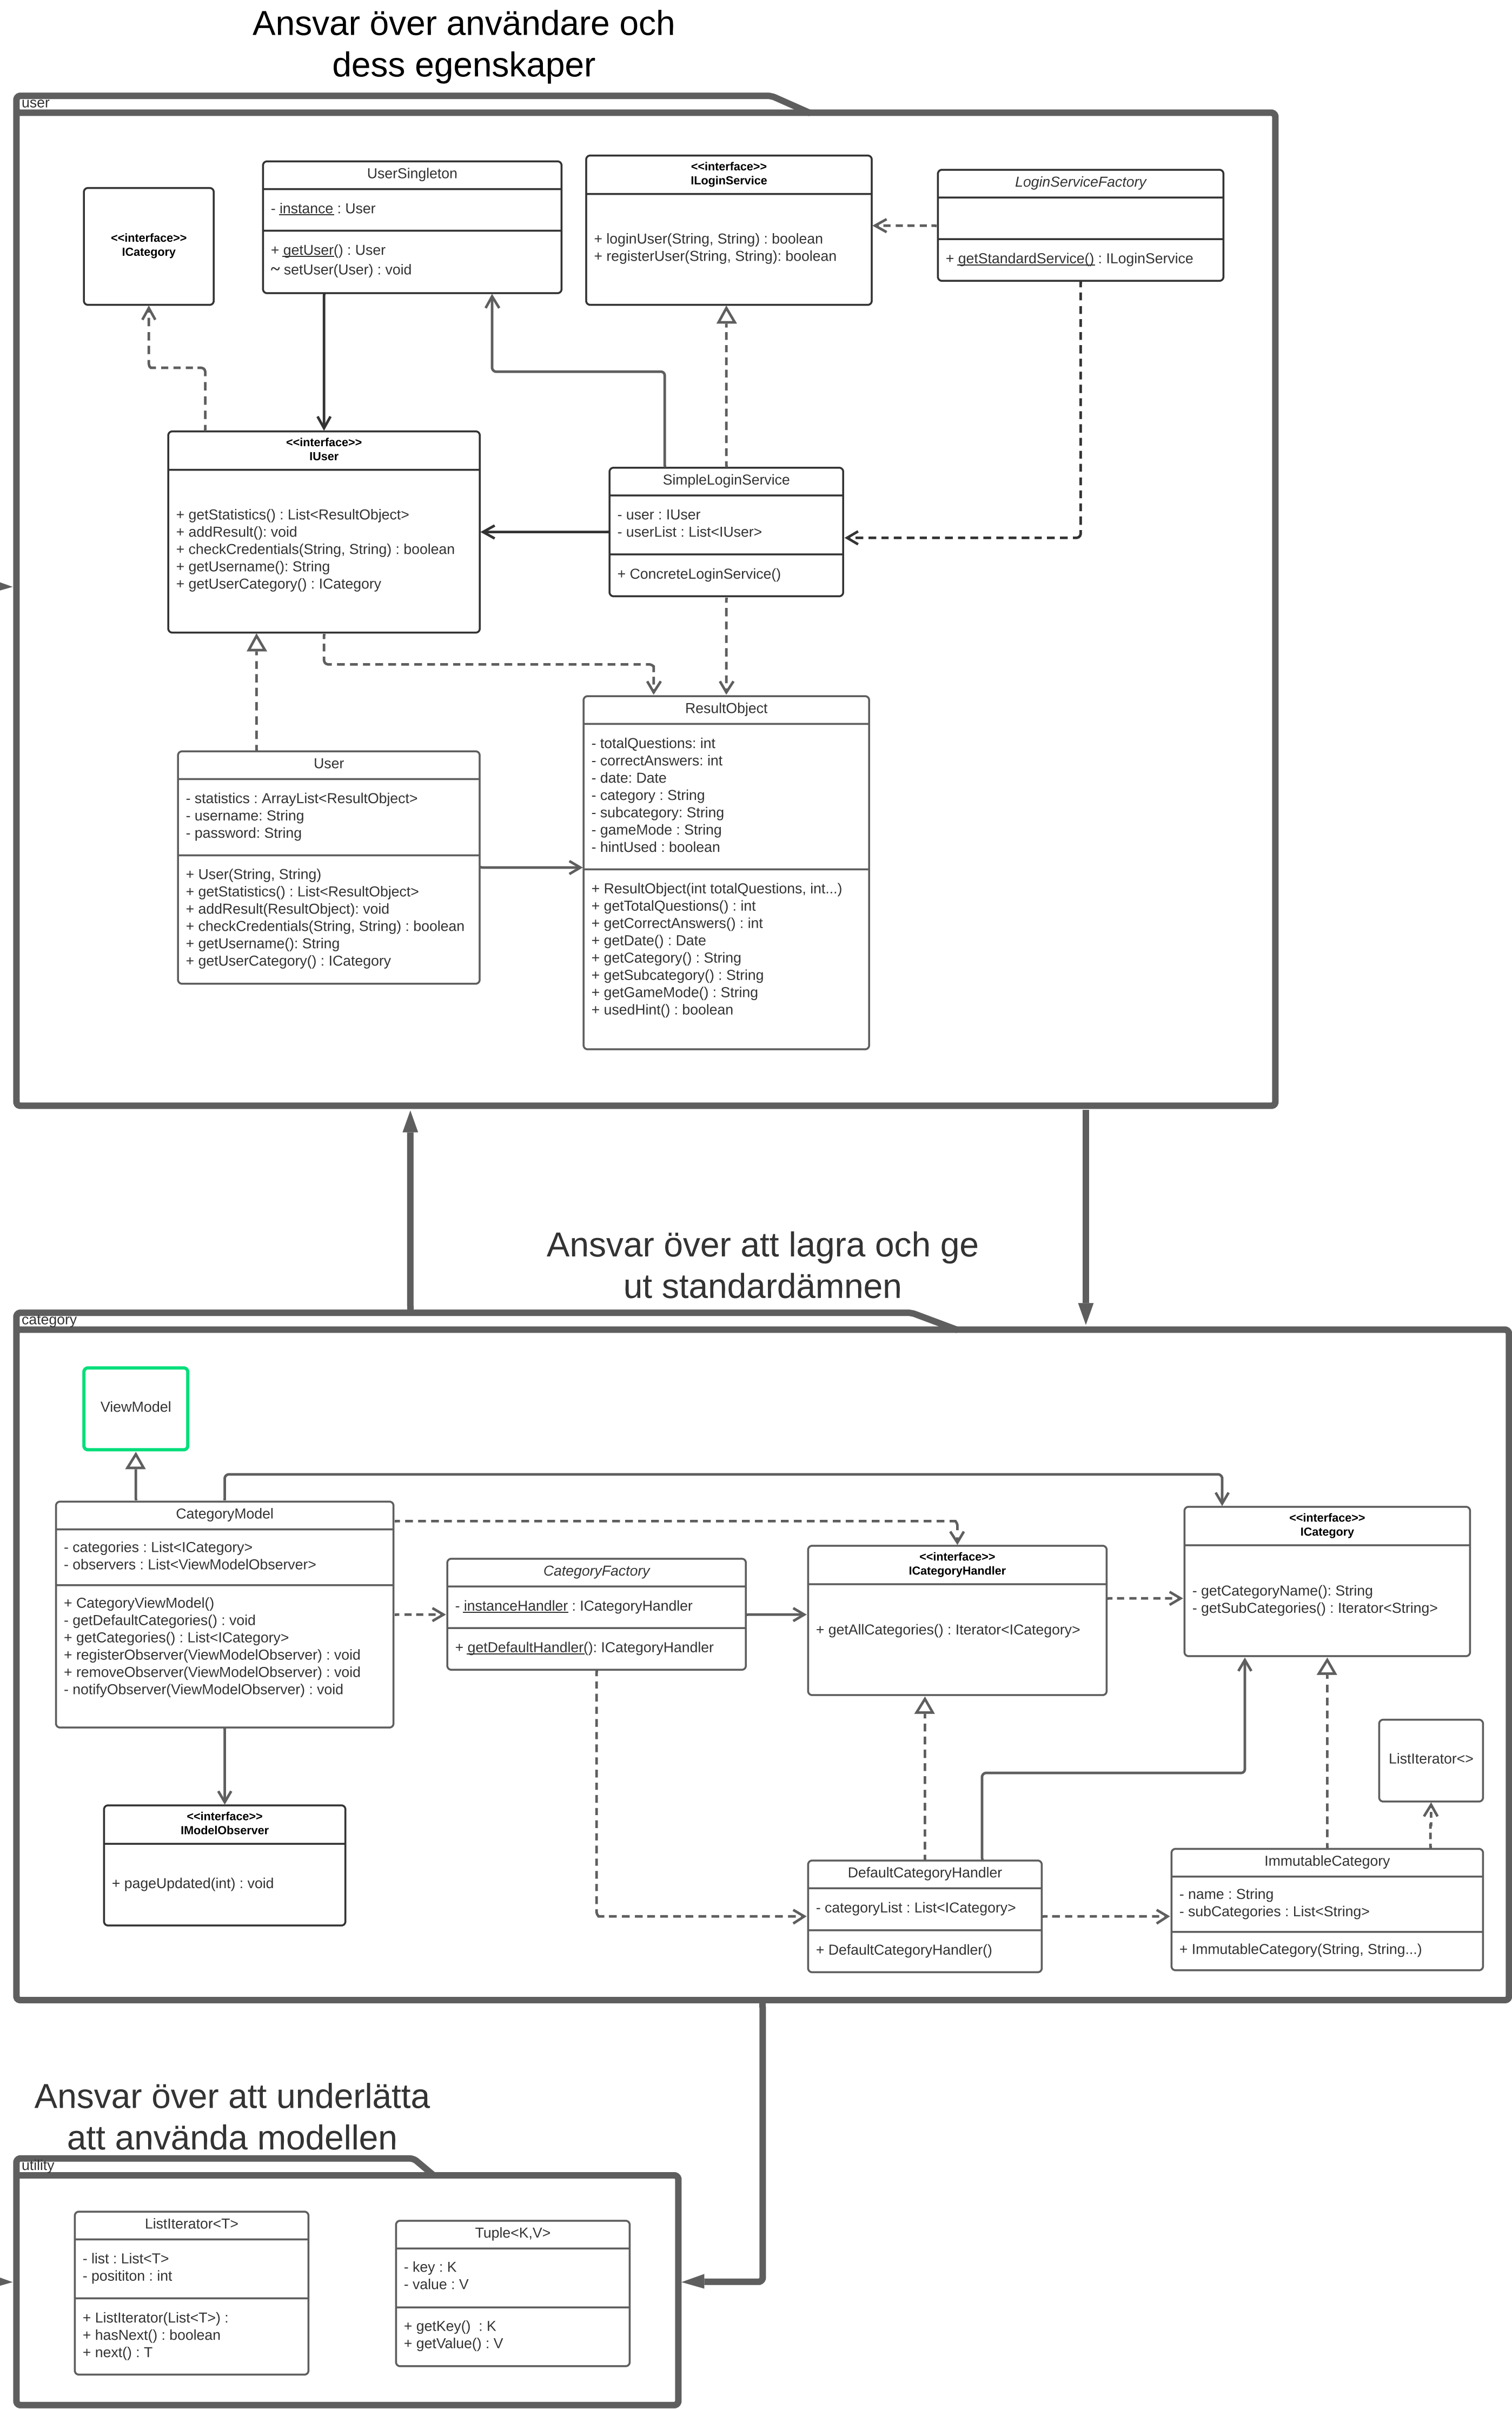 Ansvar över användare och
dess egenskaper
user
<<interface>>
ICategory
UserSingleton
- instance : User
+ getUser() : User
~ setUser(User) : void
<<interface>>
ILoginService
+ loginUser(String, String) : boolean
+ registerUser(String, String): boolean
LoginServiceFactory
+ getStandardService() : ILoginService
<<interface>>
IUser
+ getStatistics() : List<ResultObject>
+ addResult(): void
+ checkCredentials(String, String) : boolean
+ getUsername(): String
+ getUserCategory() : ICategory
SimpleLoginService
- user : IUser
- userList : List<IUser>
+ ConcreteLoginService()
User
- statistics : ArrayList<ResultObject>
- username: String
- password: String
+ User(String, String)
+ getStatistics() : List<ResultObject>
+ addResult(ResultObject): void
+ checkCredentials(String, String) : boolean
+ getUsername(): String
+ getUserCategory() : ICategory
ResultObject
- totalQuestions: int
- correctAnswers: int
- date: Date
- category : String
- subcategory: String
- gameMode : String
- hintUsed : boolean
+ ResultObject(int totalQuestions, int...)
+ getTotalQuestions() : int
+ getCorrectAnswers() : int
+ getDate() : Date
+ getCategory() : String
+ getSubcategory() : String
+ getGameMode() : String
+ usedHint() : boolean
Ansvar över att lagra och ge
ut standardämnen
category
ViewModel
CategoryModel
- categories : List<ICategory>
- observers : List<ViewModelObserver>
+ CategoryViewModel()
- getDefaultCategories() : void
+ getCategories() : List<ICategory>
+ registerObserver(ViewModelObserver) : void
+ removeObserver(ViewModelObserver) : void
- notifyObserver(ViewModelObserver) : void
CategoryFactory
- instanceHandler : ICategoryHandler
+ getDefaultHandler(): ICategoryHandler
<<interface>>
ICategoryHandler
+ getAllCategories() : Iterator<ICategory>
<<interface>>
ICategory
- getCategoryName(): String
- getSubCategories() : Iterator<String>
ListIterator<>
<<interface>>
IModelObserver
+ pageUpdated(int) : void
DefaultCategoryHandler
- categoryList : List<ICategory>
+ DefaultCategoryHandler()
ImmutableCategory
- name : String
- subCategories : List<String>
+ ImmutableCategory(String, String...)
Ansvar över att underlätta
att använda modellen
utility
ListIterator<T>
- list : List<T>
- posititon : int
+ ListIterator(List<T>) :
+ hasNext() : boolean
+ next() : T
Tuple<K,V>
- key : K
- value : V
+ getKey() : K
+ getValue() : V